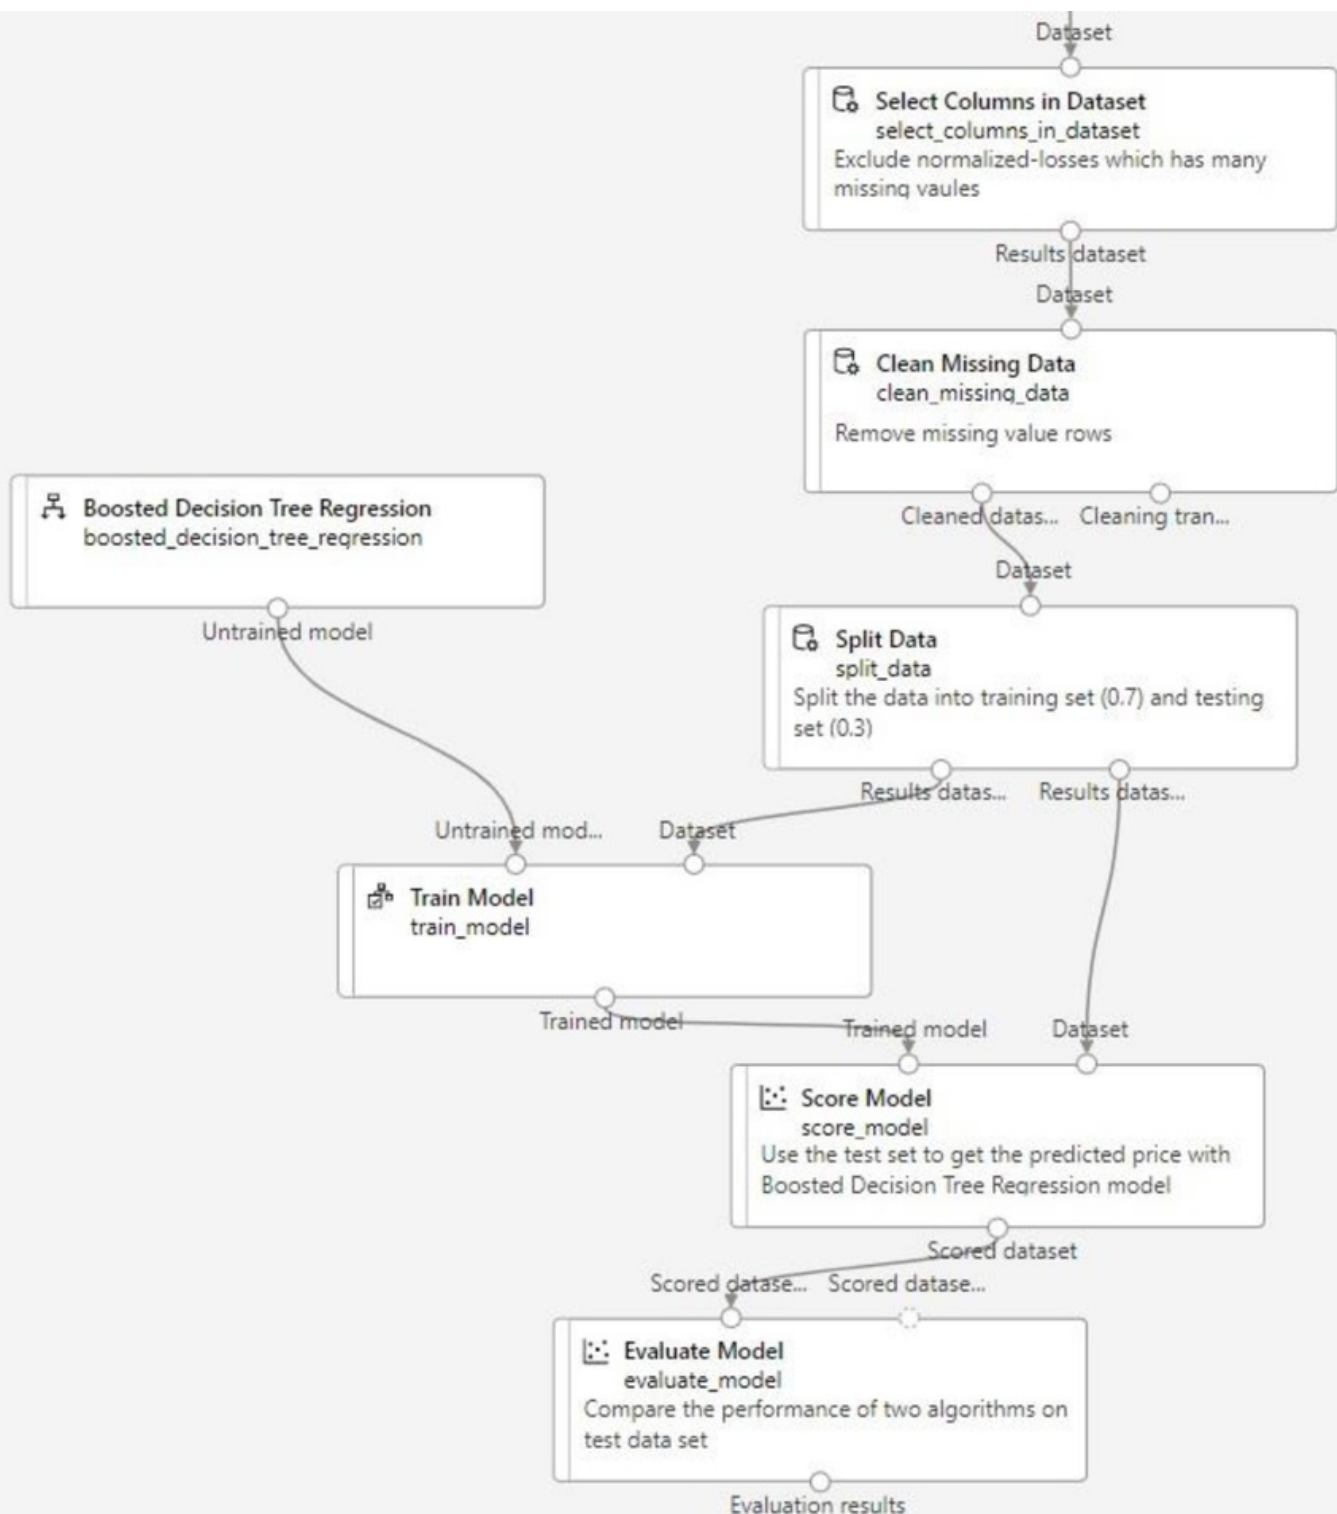 Dataset
Select Columns in Dataset
select_columns_in_dataset
Exclude normalized-losses which has many
missing vaules
Results dataset
Dataset
Clean Missing Data
clean_missing_data
Remove missing value rows
Cleaned datas... Cleaning tran...
Boosted Decision Tree Regression
boosted_decision_tree_regression
Untrained model
Dataset
Split Data
split_data
Split the data into training set (0.7) and testing
set (0.3)
Results datas... Results datas...
Untrained mod... Dataset
Train Model
train_model
Trained model
Trained model Dataset
Score Model
score_model
Use the test set to get the predicted price with
Boosted Decision Tree Regression model
Scored dataset
Scored datase... Scored datase...
Evaluate Model
evaluate_model
Compare the performance of two algorithms on
test data set
Evaluation results